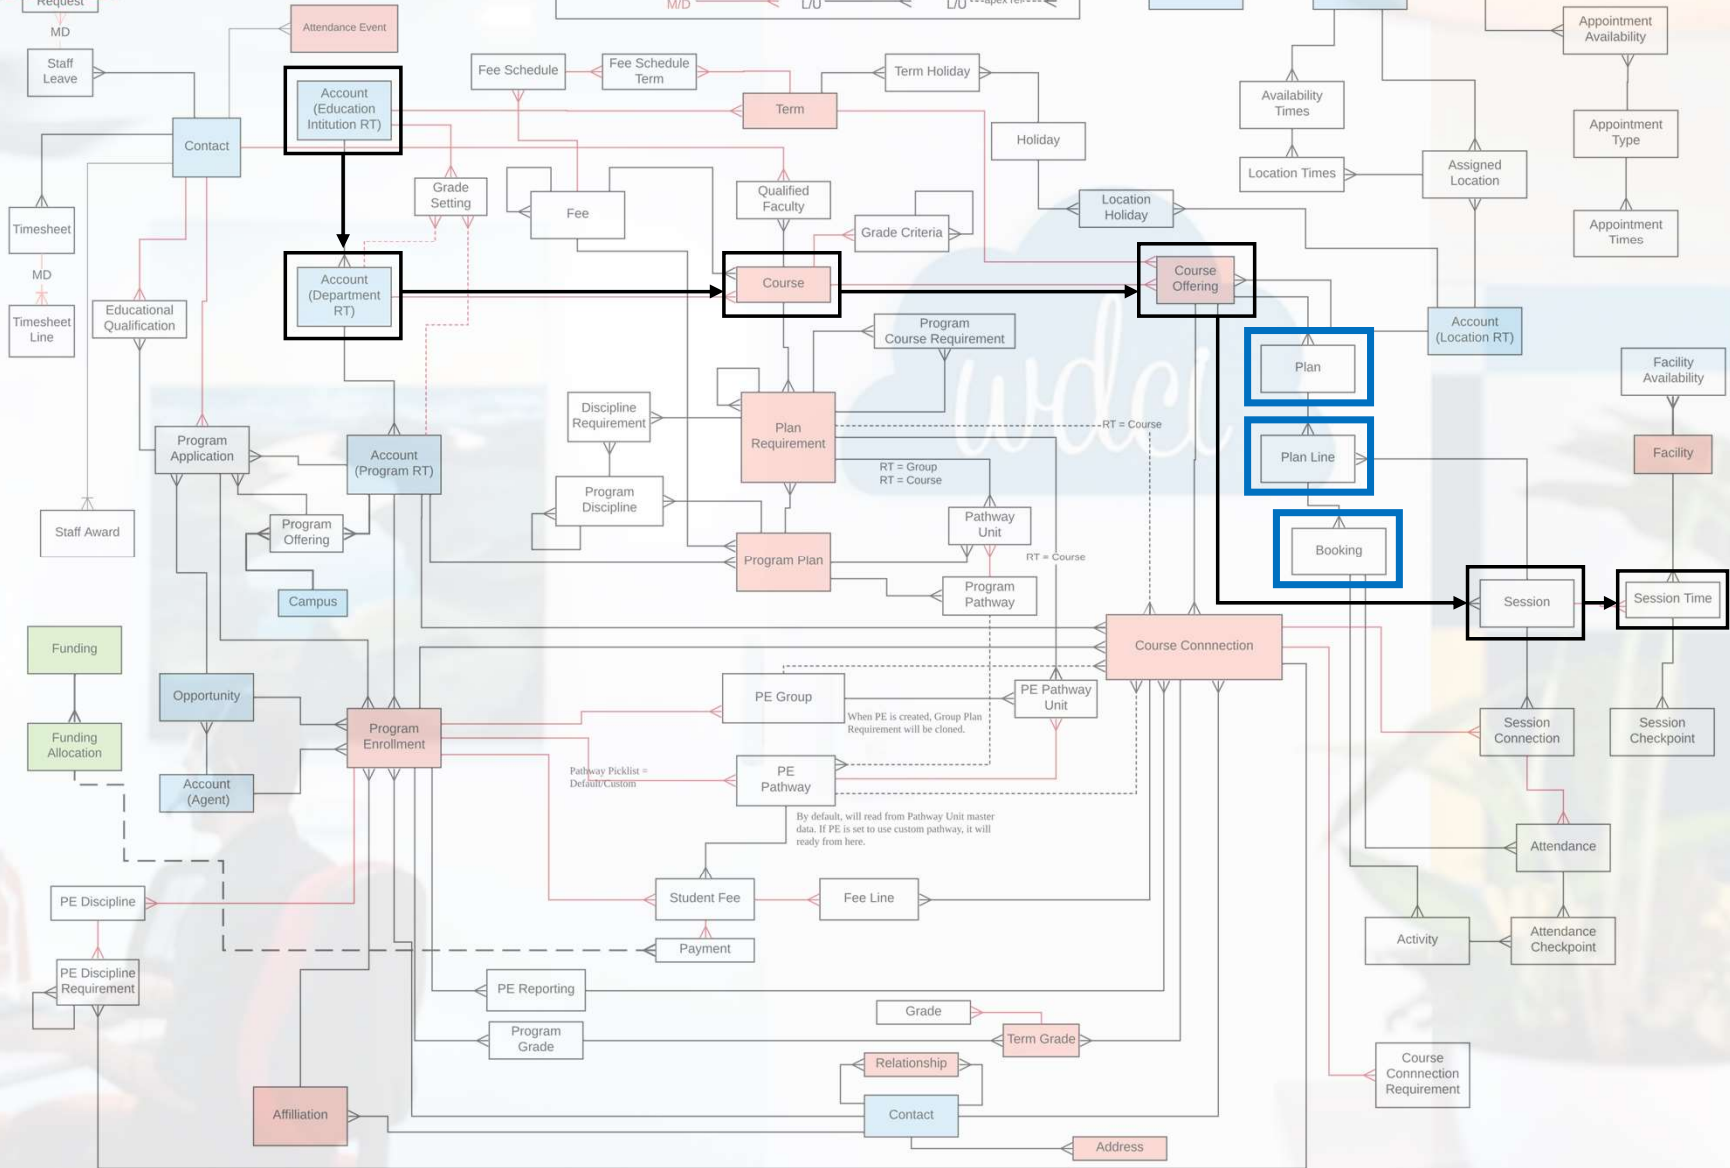 Request
M/D
L/U
L/U
apex ref
MD
Staff
Leave
Attendance Event
Account
(Education
Intitution RT)
Fee Schedule
Fee Schedule
Term
Term Holiday
Term
Appointment
Availability
Availability
Times
Appointment
Type
Contact
Holiday
Location Times
Assigned
Location
Grade
Setting
Fee
Qualified
Faculty
Grade Criteria
Location
Holiday
Appointment
Times
Timesheet
MD
Timesheet
Line
Account
(Department
RT)
Course
Course
Offering
Educational
Qualification
Program
Course Requirement
Account
(Location RT)
Plan
Facility
Availability
wdci
Discipline
Requirement
Plan
Requirement
RT = Course
Program
Application
Account
(Program RT)
Plan Line
Facility
RT = Group
RT = Course
Program
Discipline
Staff Award
Program
Offering
Pathway
Unit
Booking
RT = Course
Program Plan
Campus
Program
Pathway
Session
Session Time
Funding
Course Connnection
Opportunity
PE Group
PE Pathway
Unit
When PE is created, Group Plan
Requirement will be cloned.
Program
Enrollment
Funding
Allocation
Session
Connection
Session
Checkpoint
Pathway Picklist =
Default/Custom
PE
Pathway
Account
(Agent)
By default, will read from Pathway Unit master
data. If PE is set to use custom pathway, it will
ready from here.
Attendance
PE Discipline
Student Fee
Fee Line
Payment
Activity
Attendance
Checkpoint
PE Discipline
Requirement
PE Reporting
Grade
Program
Grade
Term Grade
Relationship
Course
Connnection
Requirement
Affilliation
Contact
Address